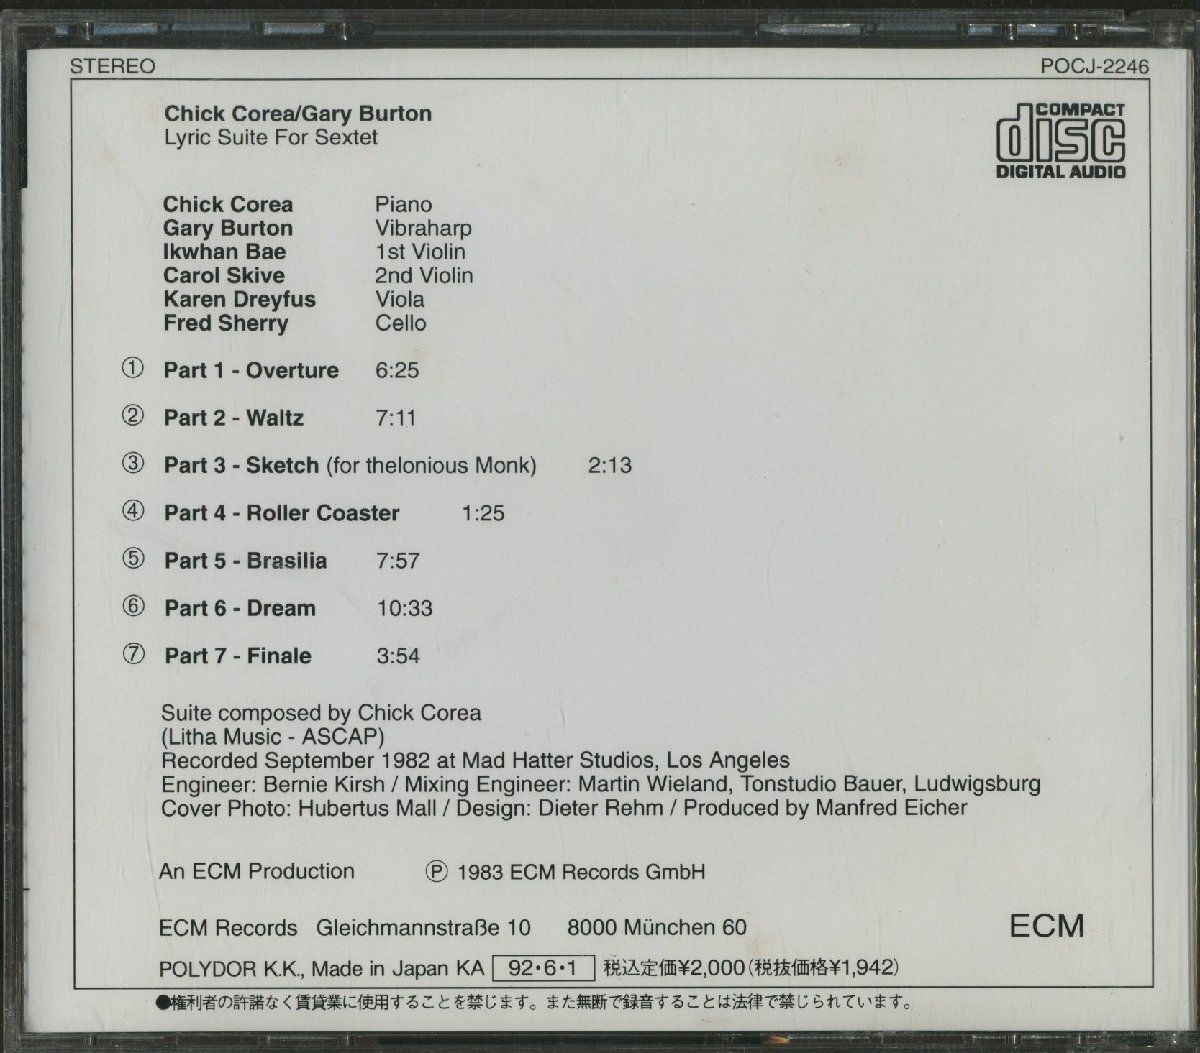 STEREO POCJ-2246
Chick Corea/Gary Burton
Lyric Suite For Sextet
COMPACT
disc
DIGITAL AUDIO
Chick Corea Piano
Gary Burton Vibraharp
Ikwhan Bae 1st Violin
Carol Skive 2nd Violin
Karen Dreyfus Viola
Fred Sherry Cello
① Part 1 - Overture 6:25
② Part 2 - Waltz 7:11
③ Part 3 - Sketch (for thelonious Monk) 2:13
④ Part 4 - Roller Coaster 1:25
⑤ Part 5 - Brasilia 7:57
⑥ Part 6 - Dream 10:33
⑦ Part 7 - Finale 3:54
Suite composed by Chick Corea
(Litha Music - ASCAP)
Recorded September 1982 at Mad Hatter Studios, Los Angeles
Engineer: Bernie Kirsh / Mixing Engineer: Martin Wieland, Tonstudio Bauer, Ludwigsburg
Cover Photo: Hubertus Mall / Design: Dieter Rehm / Produced by Manfred Eicher
An ECM Production ℗ 1983 ECM Records GmbH
ECM Records Gleichmannstraße 10 8000 München 60 ECM
POLYDOR K.K., Made in Japan KA 92・6・1 税込定価¥2,000(税抜価格¥1,942)
●権利者の許諾なく賃貸業に使用することを禁じます。また無断で録音することは法律で禁じられています。